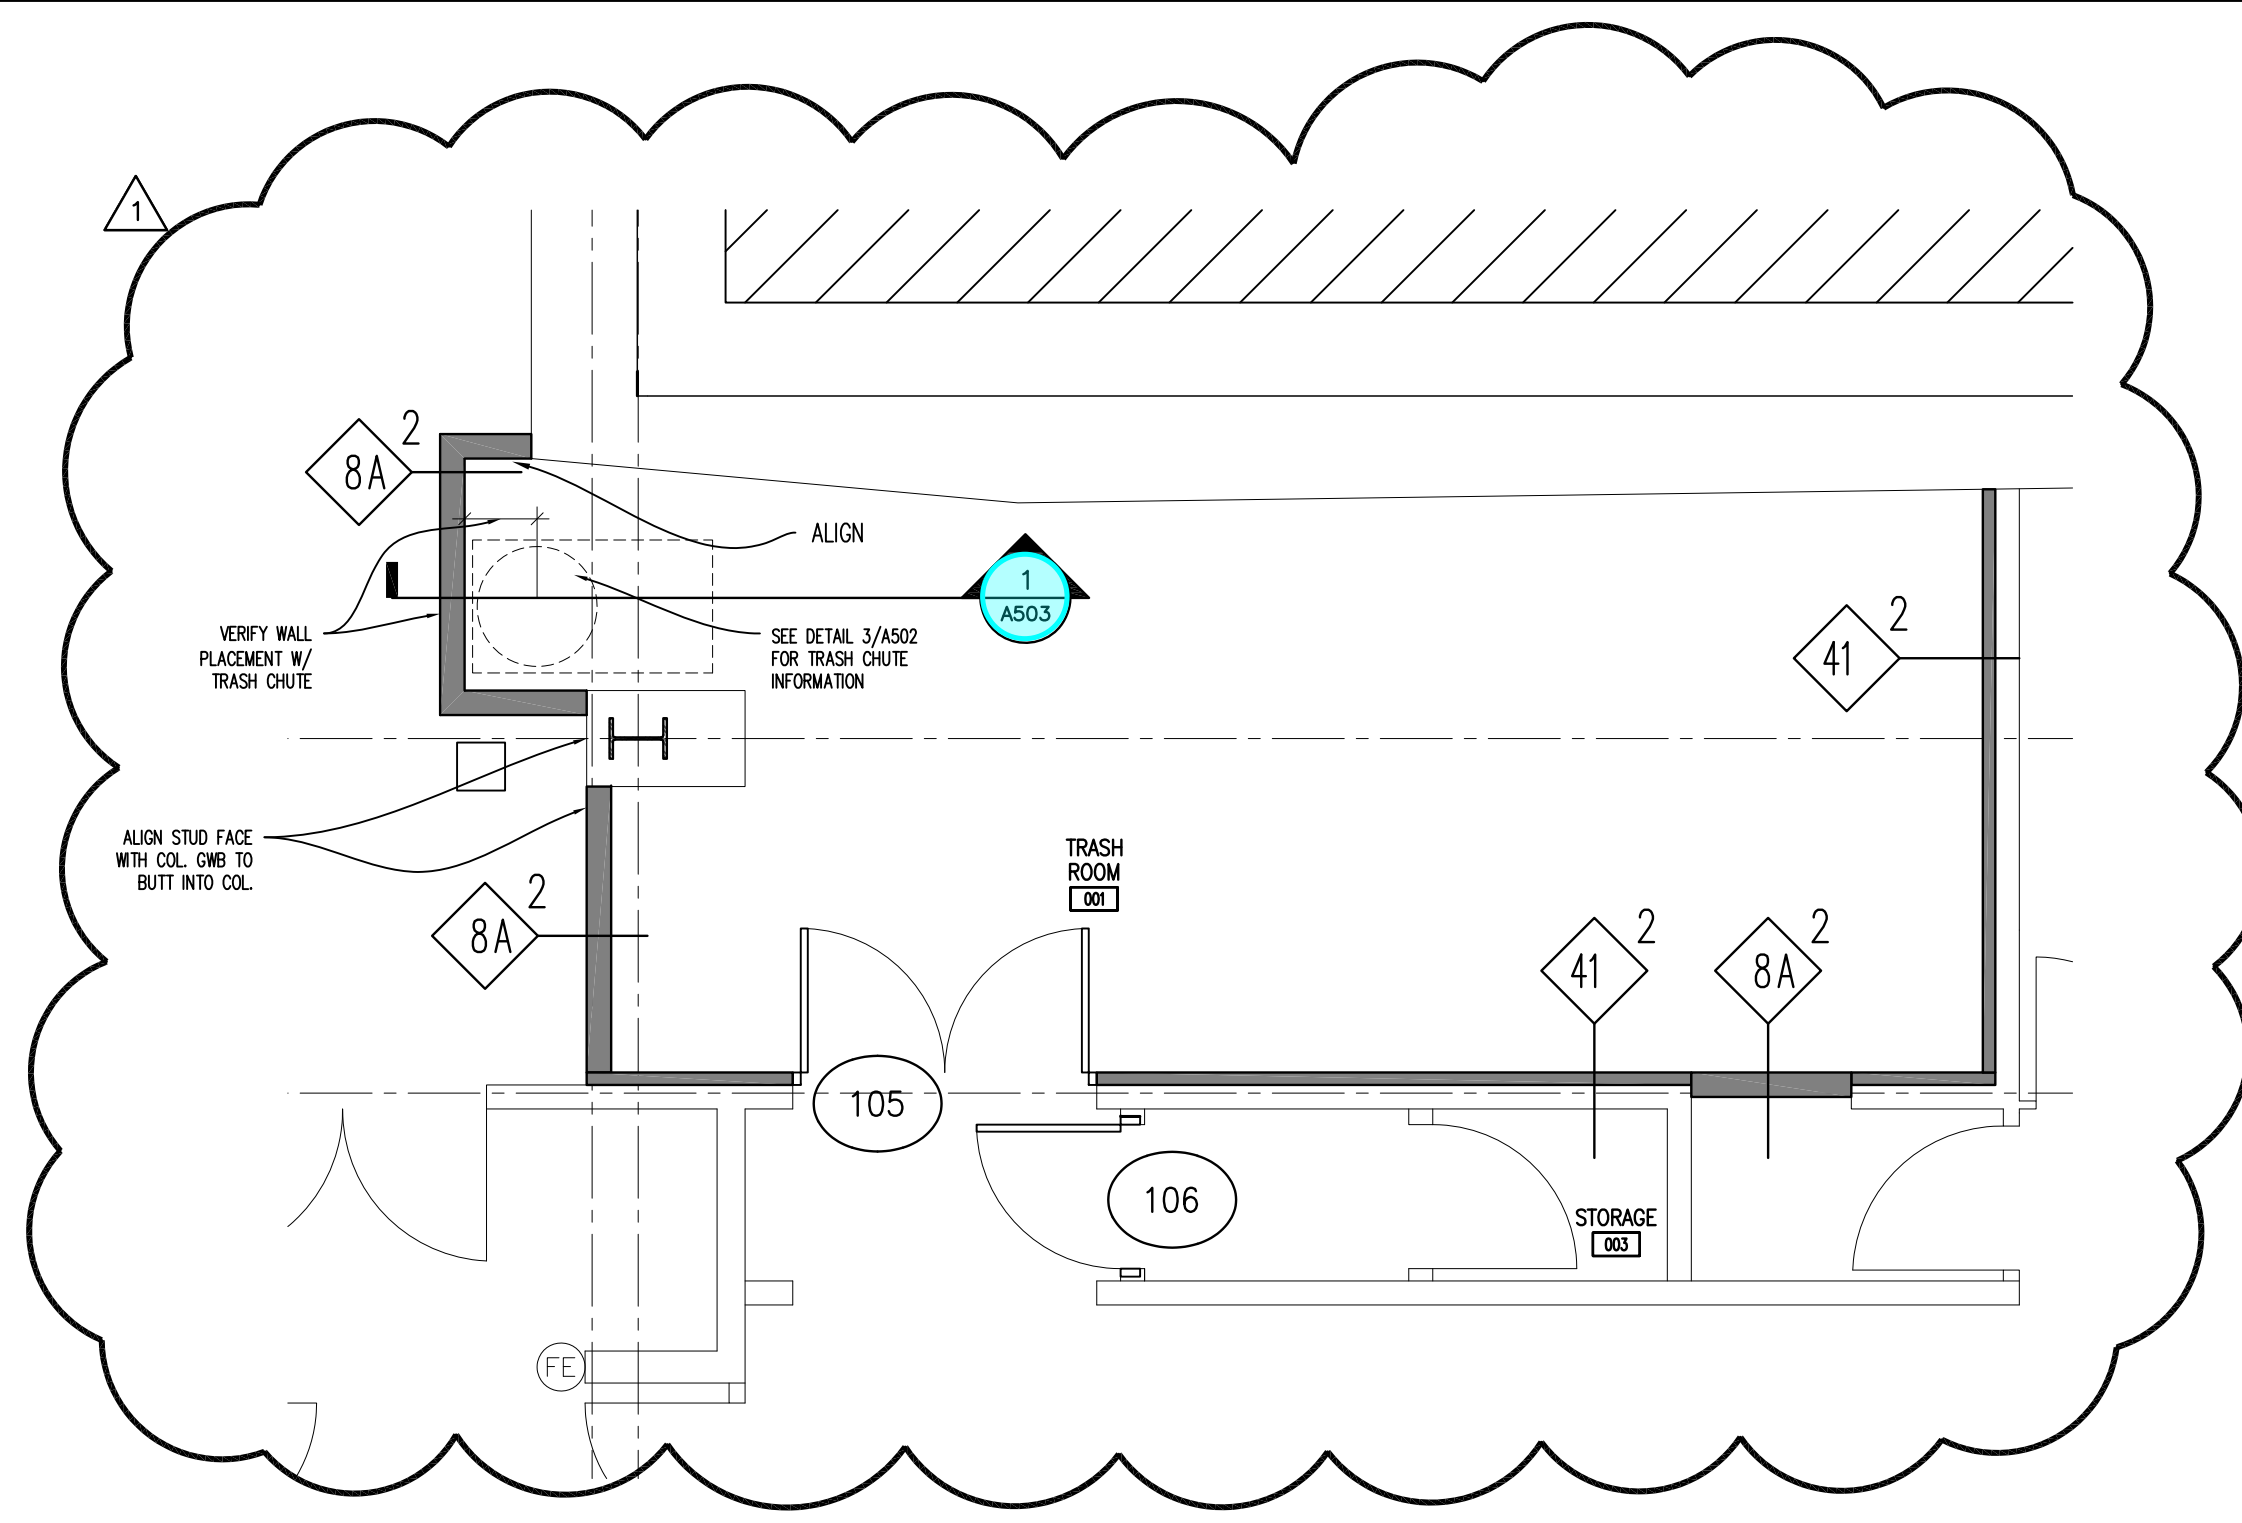 1
2
8A
ALIGN
1
A503
VERIFY WALL
PLACEMENT W/
TRASH CHUTE
SEE DETAIL 3/A502
FOR TRASH CHUTE
INFORMATION
2
41
ALIGN STUD FACE
WITH COL. GWB TO
BUTT INTO COL.
2
8A
TRASH
ROOM
001
2
41
2
8A
105
106
STORAGE
003
FE